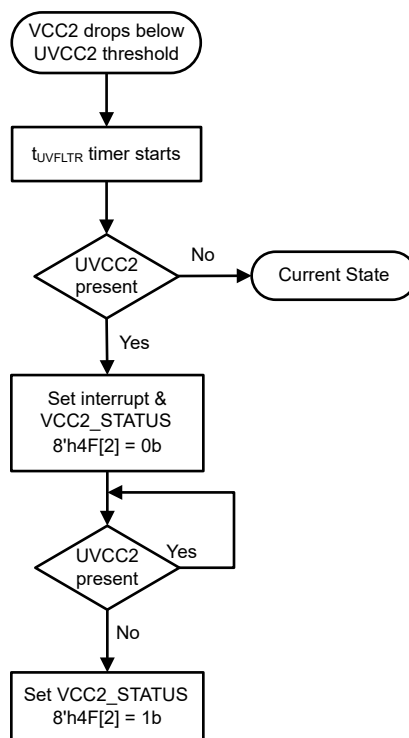 VCC2 drops below
UVCC2 threshold
tUVFLTR timer starts
UVCC2
present
No
Current State
Yes
Set interrupt &
VCC2_STATUS
8'h4F[2] = 0b
UVCC2
present
Yes
No
Set VCC2_STATUS
8'h4F[2] = 1b